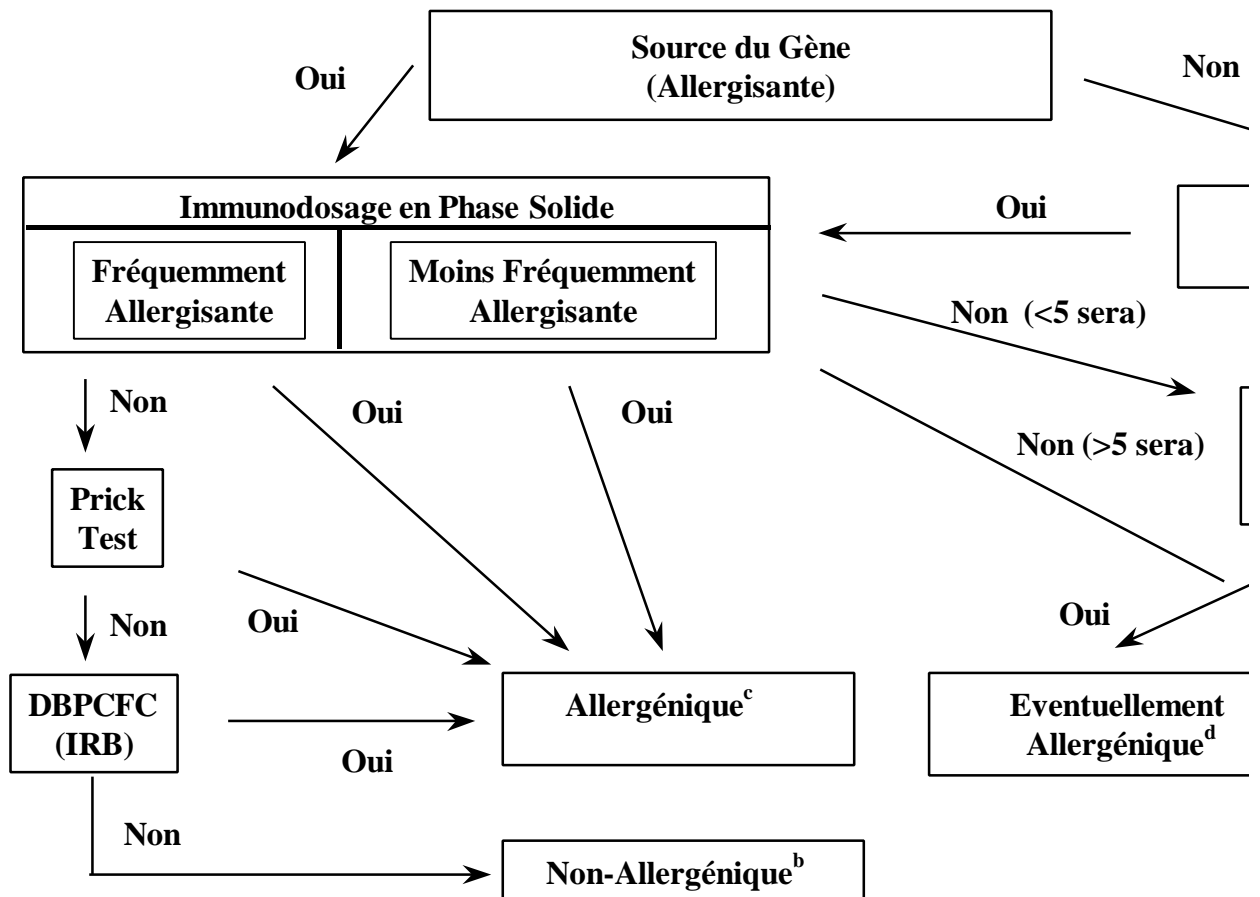 Source du Gène
(Allergisante)
Oui
Non
Immunodosage en Phase Solide
Oui
Fréquemment
Allergisante
Moins Fréquemment
Allergisante
Non (<5 sera)
Non
Oui
Oui
Non (>5 sera)
Prick
Test
Non
Oui
Oui
DBPCFC
(IRB)
Oui
Allergénique^c
Eventuellement
Allergénique^d
Non
Non-Allergénique^b